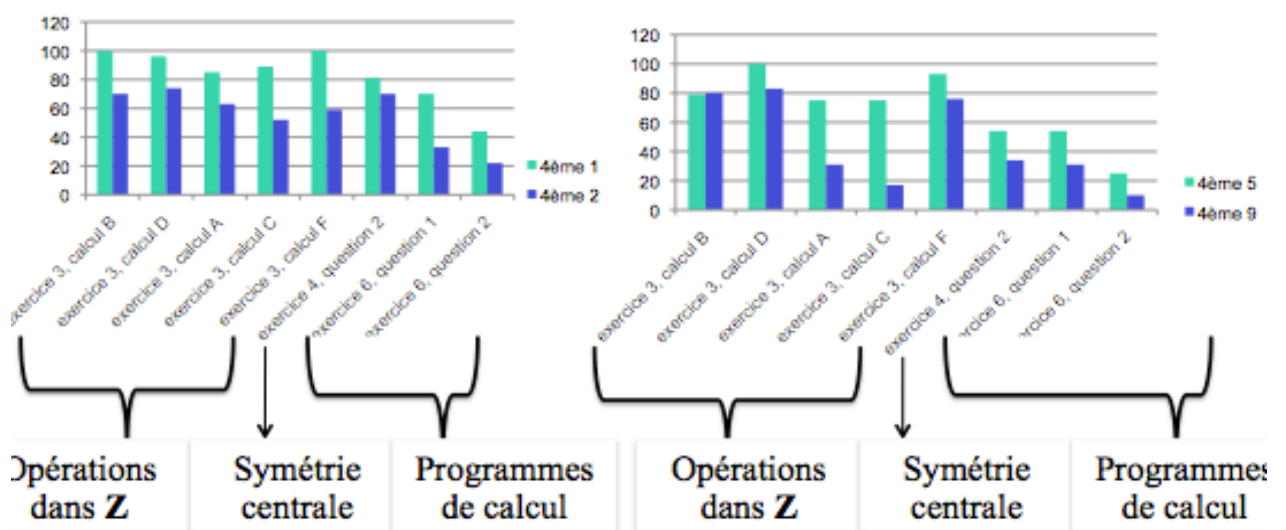 120
100
80
60
40
20
0
exercice 3, calcul B
exercice 3, calcul D
exercice 3, calcul A
exercice 3, calcul C
exercice 3, calcul F
exercice 4, question 2
exercice 6, question 1
exercice 6, question 2
4ème 1
4ème 2
120
100
80
60
40
20
0
exercice 3, calcul B
exercice 3, calcul D
exercice 3, calcul A
exercice 3, calcul C
exercice 3, calcul F
exercice 4, question 2
ercice 6, question 1
ercice 6, question 2
4ème 5
4ème 9
Opérations
dans Z
Symétrie
centrale
Programmes
de calcul
Opérations
dans Z
Symétrie
centrale
Programmes
de calcul